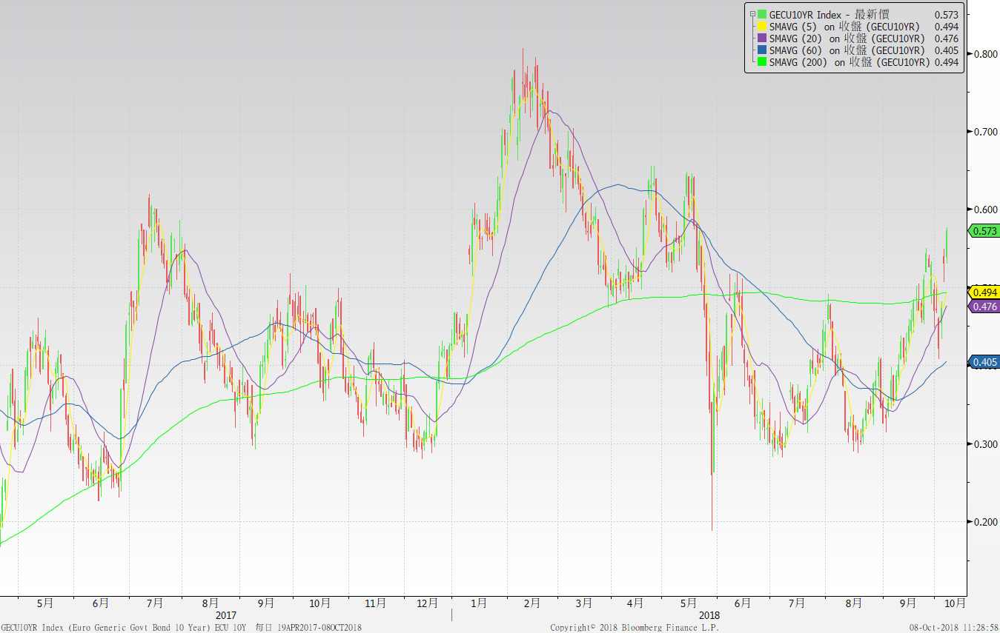 GECU10YR Index - 最新價 0.573
SMAVG (5) on 收盤 (GECU10YR) 0.494
SMAVG (20) on 收盤 (GECU10YR) 0.476
SMAVG (60) on 收盤 (GECU10YR) 0.405
SMAVG (200) on 收盤 (GECU10YR) 0.494
0.800
0.700
0.600
0.573
0.494
0.476
0.405
0.300
0.200
5月 6月 7月 8月 9月 10月 11月 12月 1月 2月 3月 4月 5月 6月 7月 8月 9月 10月
2017 2018
GECU10YR Index (Euro Generic Govt Bond 10 Year) ECU 10Y 每日 19APR2017-08OCT2018 Copyright© 2018 Bloomberg Finance L.P. 08-Oct-2018 11:28:58